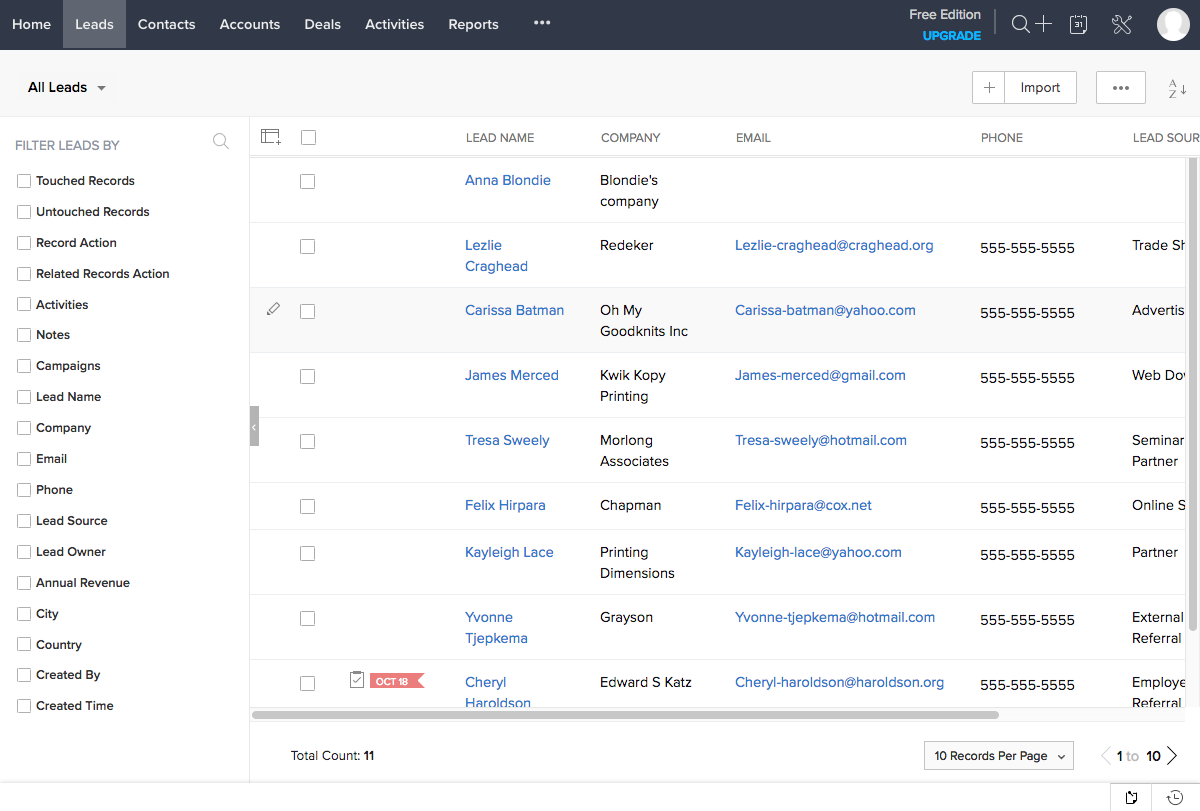 Home Leads Contacts Accounts Deals Activities Reports ••• Free Edition
UPGRADE
31
All Leads
Import
•••
A
Z
FILTER LEADS BY
Touched Records
Untouched Records
Record Action
Related Records Action
Activities
Notes
Campaigns
Lead Name
Company
Email
Phone
Lead Source
Lead Owner
Annual Revenue
City
Country
Created By
Created Time
LEAD NAME COMPANY EMAIL PHONE LEAD SOUR
Anna Blondie Blondie's
company
Lezlie Redeker Lezlie-craghead@craghead.org 555-555-5555 Trade Sh
Craghead
Carissa Batman Oh My Carissa-batman@yahoo.com 555-555-5555 Advertis
Goodknits Inc
James Merced Kwik Kopy James-merced@gmail.com 555-555-5555 Web Dow
Printing
Tresa Sweely Morlong Tresa-sweely@hotmail.com 555-555-5555 Seminar
Associates Partner
Felix Hirpara Chapman Felix-hirpara@cox.net 555-555-5555 Online S
Kayleigh Lace Printing Kayleigh-lace@yahoo.com 555-555-5555 Partner
Dimensions
Yvonne Grayson Yvonne-tjepkema@hotmail.com 555-555-5555 External
Tjepkema Referral
OCT 18 Cheryl Edward S Katz Cheryl-haroldson@haroldson.org 555-555-5555 Employe
Haroldson Referral
Total Count: 11
10 Records Per Page
1 to 10